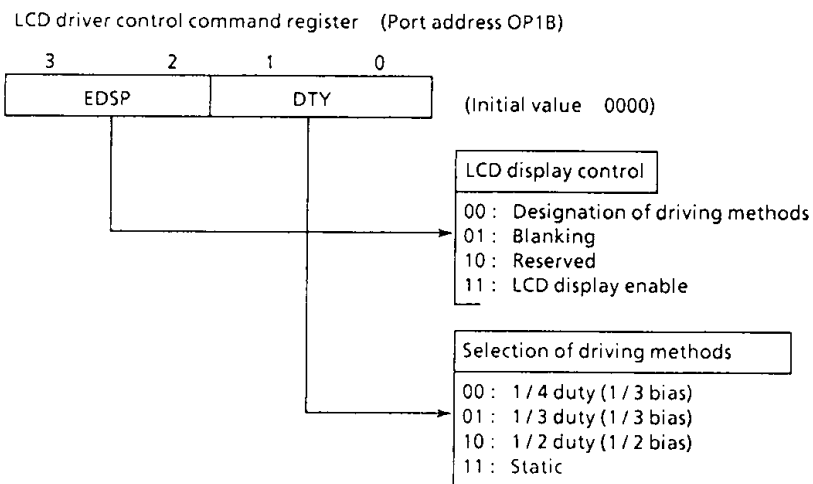 LCD driver control command register (Port address OP1B)
3 2 1 0
EDSP DTY (Initial value 0000)
LCD display control
00 : Designation of driving methods
01 : Blanking
10 : Reserved
11 : LCD display enable
Selection of driving methods
00 : 1 / 4 duty (1 / 3 bias)
01 : 1 / 3 duty (1 / 3 bias)
10 : 1 / 2 duty (1 / 2 bias)
11 : Static